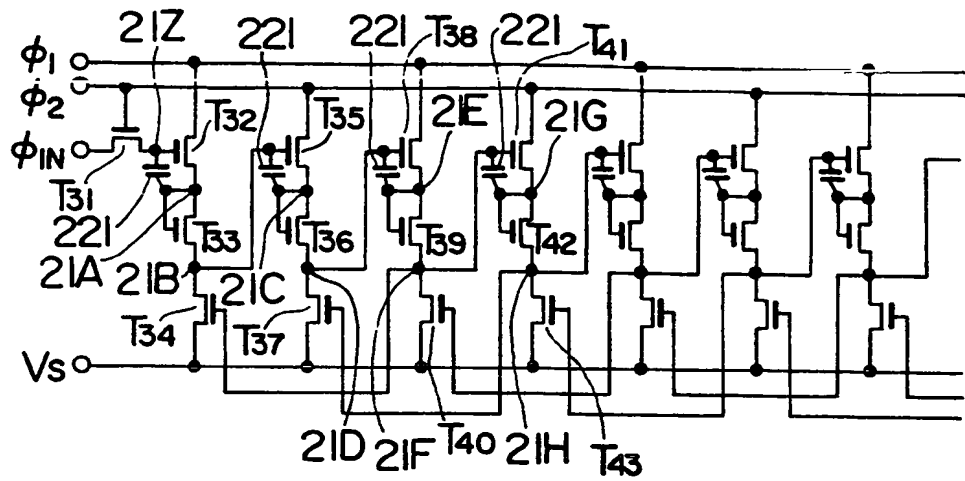 21Z 221 221 T38 221 T41
ϕ1
ϕ2 T32 T35 21E 21G
ϕIN
T31
221 T33 T36 T39 T42
21A 21B 21C
T34 T37
VS
21D 21F T40 21H T43